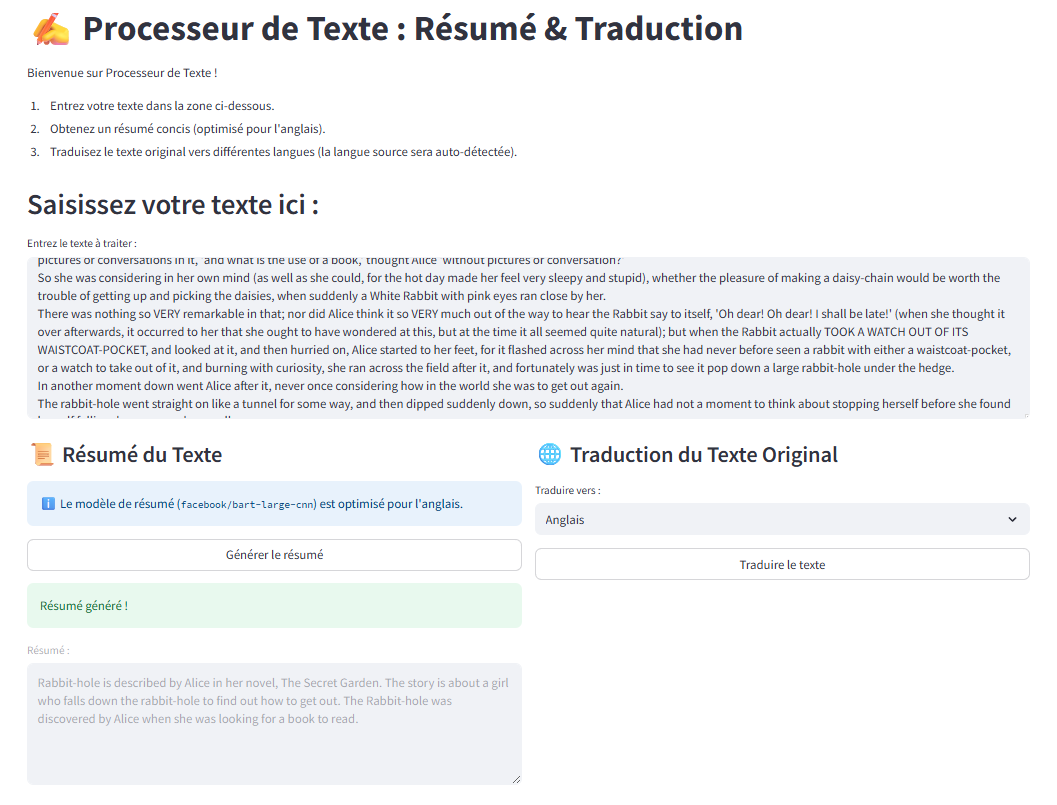 Processeur de Texte : Résumé & Traduction
Bienvenue sur Processeur de Texte !
1. Entrez votre texte dans la zone ci-dessous.
2. Obtenez un résumé concis (optimisé pour l'anglais).
3. Traduisez le texte original vers différentes langues (la langue source sera auto-détectée).
Saisissez votre texte ici :
Entrez le texte à traiter :
pictures or conversations in it, 'and what is the use of a book,' thought Alice 'without pictures or conversation?'
So she was considering in her own mind (as well as she could, for the hot day made her feel very sleepy and stupid), whether the pleasure of making a daisy-chain would be worth the
trouble of getting up and picking the daisies, when suddenly a White Rabbit with pink eyes ran close by her.
There was nothing so VERY remarkable in that; nor did Alice think it so VERY much out of the way to hear the Rabbit say to itself, 'Oh dear! Oh dear! I shall be late!' (when she thought it
over afterwards, it occurred to her that she ought to have wondered at this, but at the time it all seemed quite natural); but when the Rabbit actually TOOK A WATCH OUT OF ITS
WAISTCOAT-POCKET, and looked at it, and then hurried on, Alice started to her feet, for it flashed across her mind that she had never before seen a rabbit with either a waistcoat-pocket,
or a watch to take out of it, and burning with curiosity, she ran across the field after it, and fortunately was just in time to see it pop down a large rabbit-hole under the hedge.
In another moment down went Alice after it, never once considering how in the world she was to get out again.
The rabbit-hole went straight on like a tunnel for some way, and then dipped suddenly down, so suddenly that Alice had not a moment to think about stopping herself before she found
Résumé du Texte
Le modèle de résumé (facebook/bart-large-cnn) est optimisé pour l'anglais.
Générer le résumé
Résumé généré !
Résumé :
Rabbit-hole is described by Alice in her novel, The Secret Garden. The story is about a girl
who falls down the rabbit-hole to find out how to get out. The Rabbit-hole was
discovered by Alice when she was looking for a book to read.
Traduction du Texte Original
Traduire vers :
Anglais
Traduire le texte